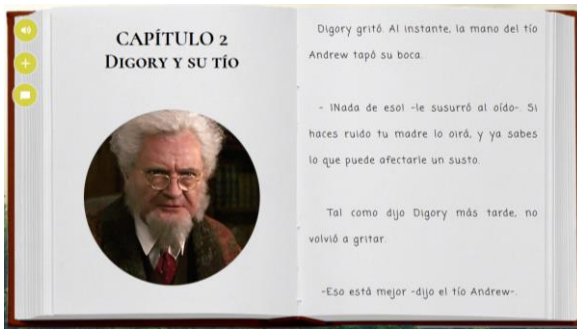 CAPÍTULO 2
DIGORY Y SU TÍO
Digory gritó. Al instante, la mano del tío
Andrew tapó su boca.
- ¡Nada de eso! -le susurró al oído-. Si
haces ruido tu madre lo oirá, y ya sabes
lo que puede afectarle un susto.
Tal como dijo Digory más tarde, no
volvió a gritar.
-Eso está mejor -dijo el tío Andrew-.